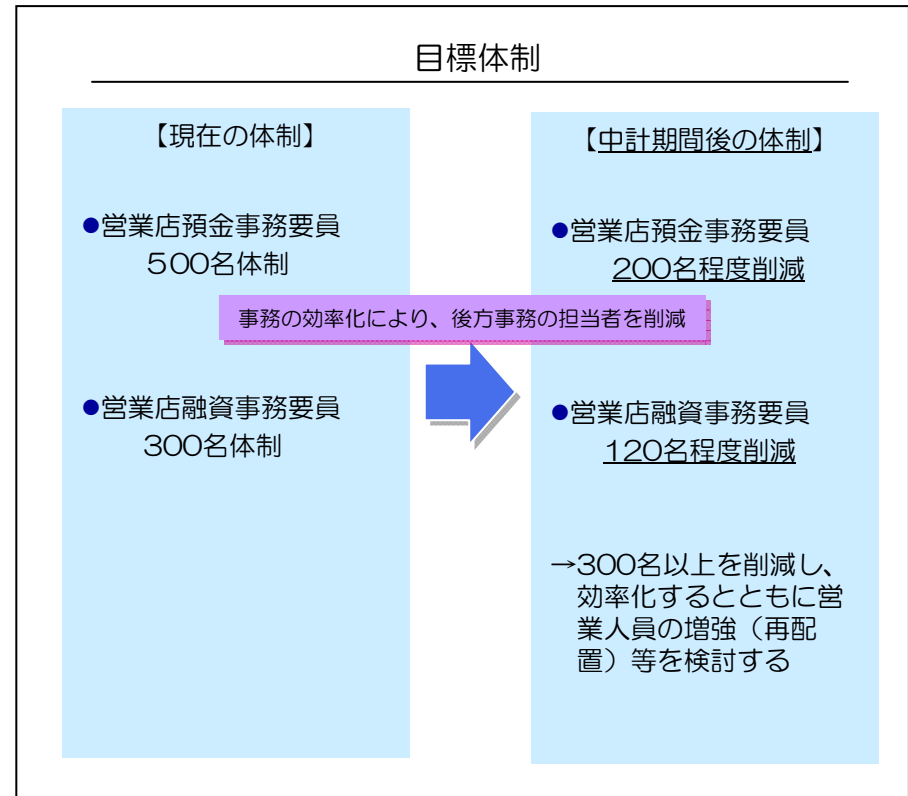 目標体制
【現在の体制】
●営業店預金事務要員
500名体制
●営業店融資事務要員
300名体制
事務の効率化により、後方事務の担当者を削減
【中計期間後の体制】
●営業店預金事務要員
200名程度削減
●営業店融資事務要員
120名程度削減
→300名以上を削減し、
効率化するとともに営
業人員の増強（再配
置）等を検討する